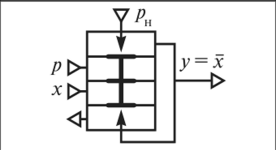 pн
p
y = x̄
x